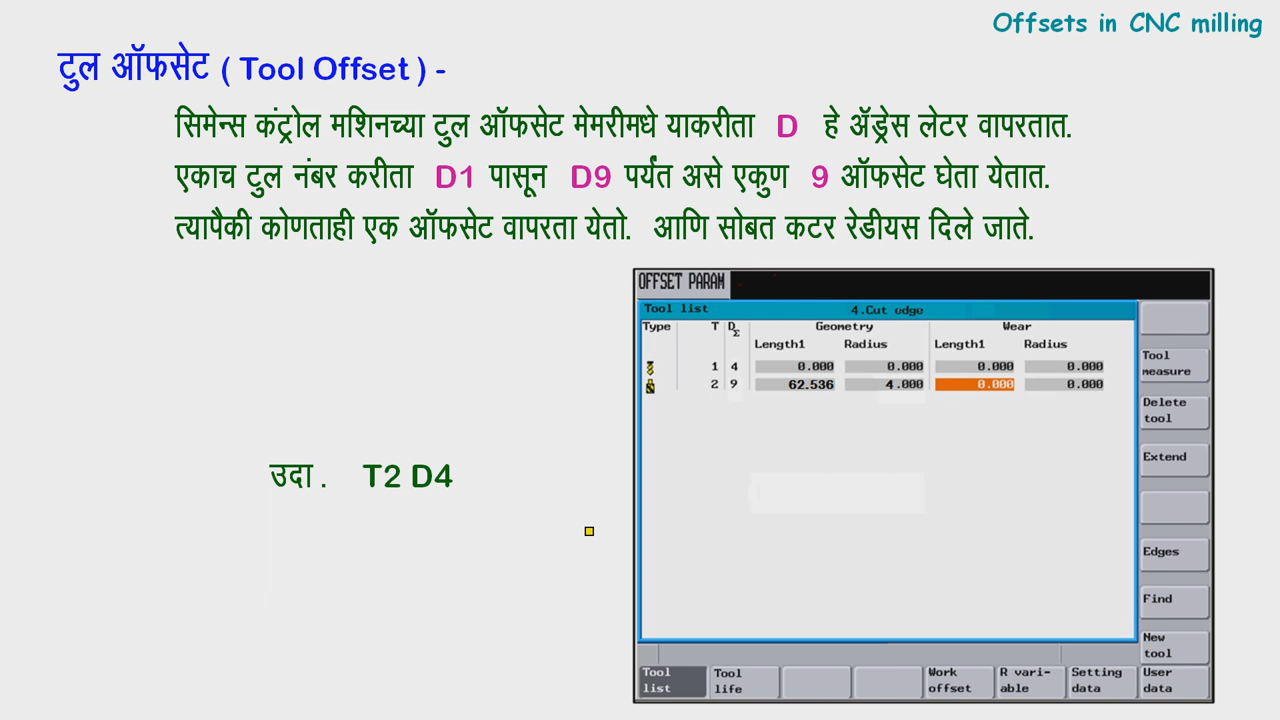 Offsets in CNC milling
टुल ऑफसेट ( Tool Offset ) -
सिमेन्स कंट्रोल मशिनच्या टुल ऑफसेट मेमरीमधे याकरीता D हे ॲड्रेस लेटर वापरतात.
एकाच टुल नंबर करीता D1 पासून D9 पर्यंत असे एकुण 9 ऑफसेट घेता येतात.
त्यापैकी कोणताही एक ऑफसेट वापरता येतो. आणि सोबत कटर रेडीयस दिले जाते.
उदा. T2 D4
OFFSET PARAM
Tool list 4.Cut edge
Type T D Σ Geometry Wear
Length1 Radius Length1 Radius
1 4 0.000 0.000 0.000 0.000
2 9 62.536 4.000 0.000 0.000
Tool
measure
Delete
tool
Extend
Edges
Find
New
tool
Tool Tool Work R vari- Setting User
list life offset able data data